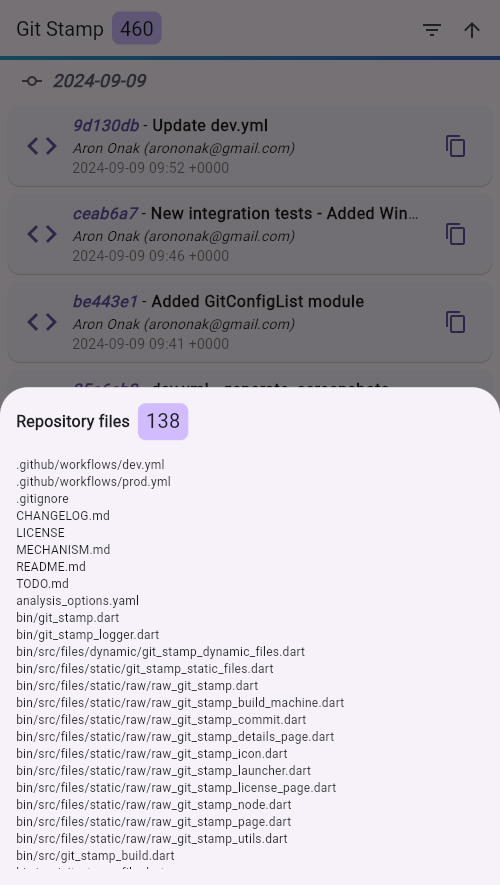 Git Stamp 460
2024-09-09
9d130db - Update dev.yml
Aron Onak (arononak@gmail.com)
2024-09-09 09:52 +0000
ceab6a7 - New integration tests - Added Win...
Aron Onak (arononak@gmail.com)
2024-09-09 09:46 +0000
be443e1 - Added GitConfigList module
Aron Onak (arononak@gmail.com)
2024-09-09 09:41 +0000
Repository files 138
.github/workflows/dev.yml
.github/workflows/prod.yml
.gitignore
CHANGELOG.md
LICENSE
MECHANISM.md
README.md
TODO.md
analysis_options.yaml
bin/git_stamp.dart
bin/git_stamp_logger.dart
bin/src/files/dynamic/git_stamp_dynamic_files.dart
bin/src/files/static/git_stamp_static_files.dart
bin/src/files/static/raw/raw_git_stamp.dart
bin/src/files/static/raw/raw_git_stamp_build_machine.dart
bin/src/files/static/raw/raw_git_stamp_commit.dart
bin/src/files/static/raw/raw_git_stamp_details_page.dart
bin/src/files/static/raw/raw_git_stamp_icon.dart
bin/src/files/static/raw/raw_git_stamp_launcher.dart
bin/src/files/static/raw/raw_git_stamp_license_page.dart
bin/src/files/static/raw/raw_git_stamp_node.dart
bin/src/files/static/raw/raw_git_stamp_page.dart
bin/src/files/static/raw/raw_git_stamp_utils.dart
bin/src/git_stamp_build.dart